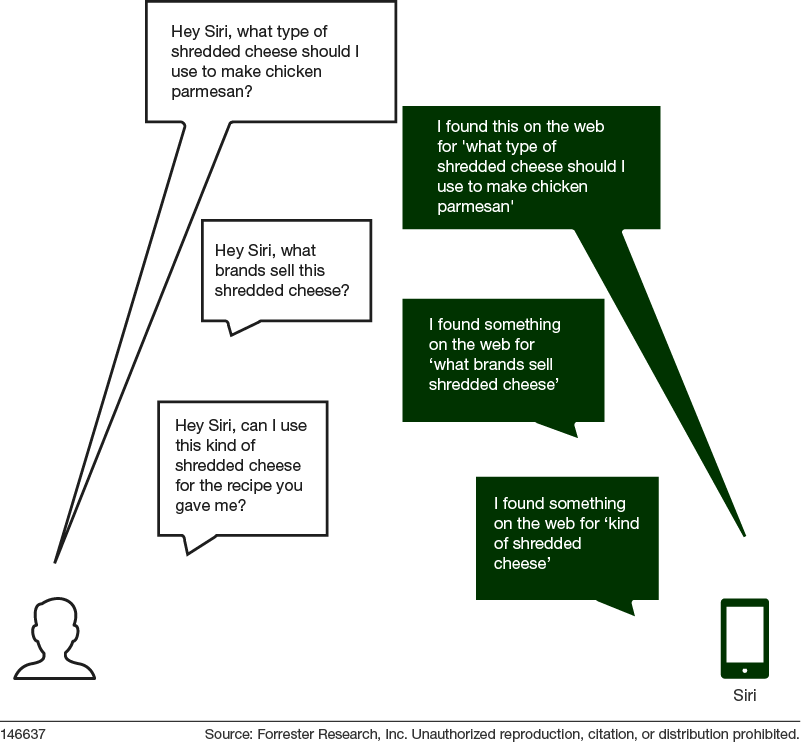 Hey Siri, what type of
shredded cheese should I
use to make chicken
parmesan?
I found this on the web
for 'what type of
shredded cheese should I
use to make chicken
parmesan'
Hey Siri, what
brands sell this
shredded cheese?
I found something
on the web for
‘what brands sell
shredded cheese’
Hey Siri, can I use
this kind of
shredded cheese
for the recipe you
gave me?
I found something
on the web for ‘kind
of shredded
cheese’
Siri
146637
Source: Forrester Research, Inc. Unauthorized reproduction, citation, or distribution prohibited.